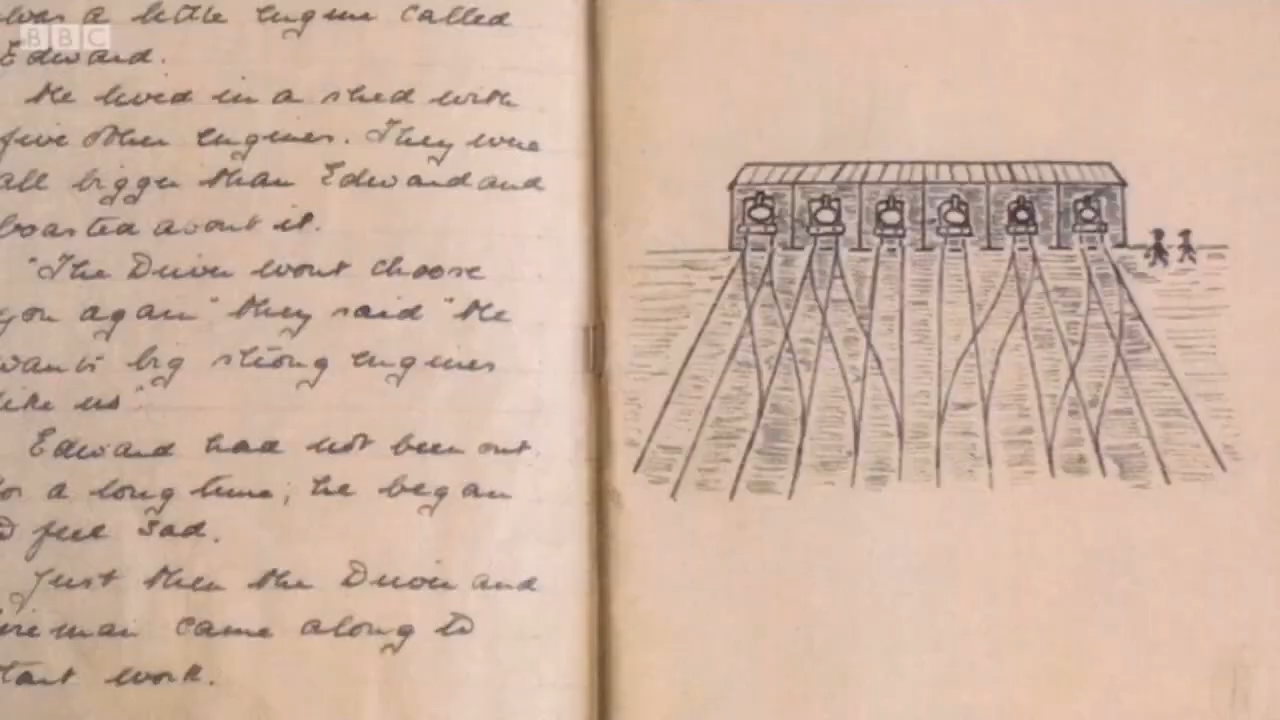 BBC
was a little engine called
Edward.
He lived in a shed with
five other engines. They were
all bigger than Edward and
boasted about it.
"The Driver wont choose
you again" they said "He
wants big strong engines
like us"
Edward had not been out
for a long time; he began
to feel sad.
Just then the Driver and
Fireman came along to
start work.